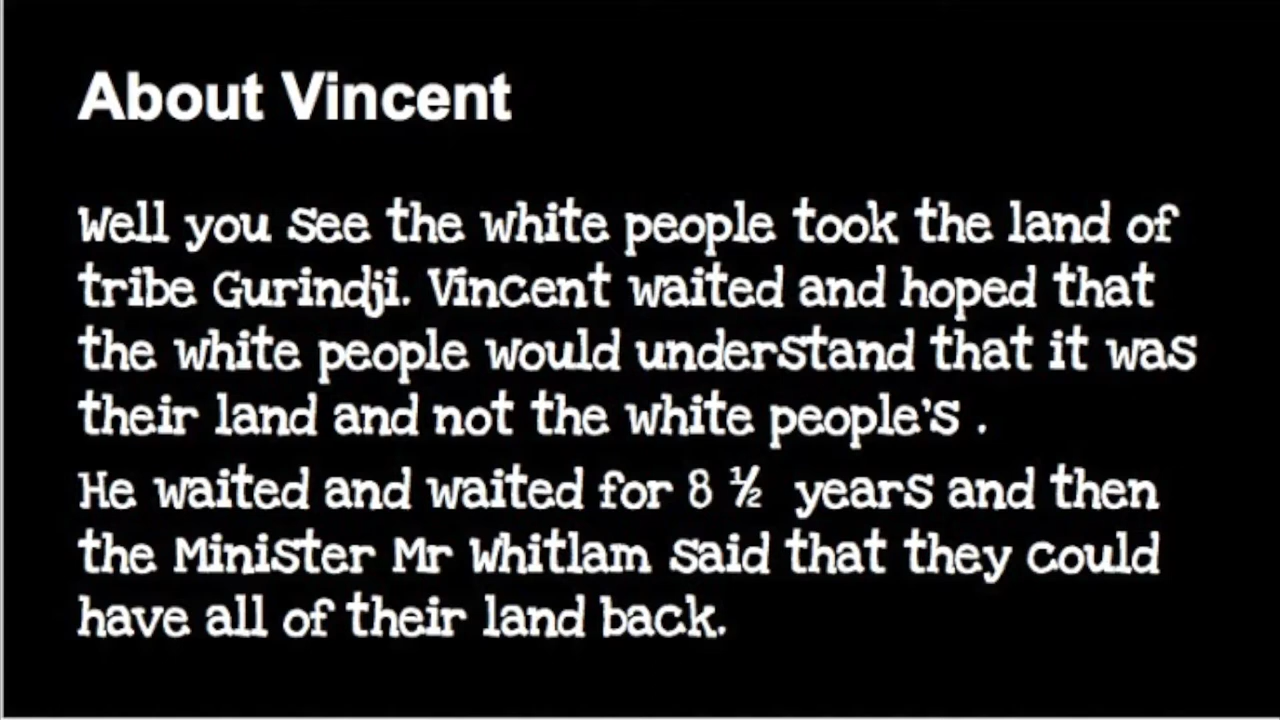 About Vincent
Well you see the white people took the land of
tribe Gurindji. Vincent waited and hoped that
the white people would understand that it was
their land and not the white people's .
He waited and waited for 8 ½ years and then
the Minister Mr Whitlam said that they could
have all of their land back.